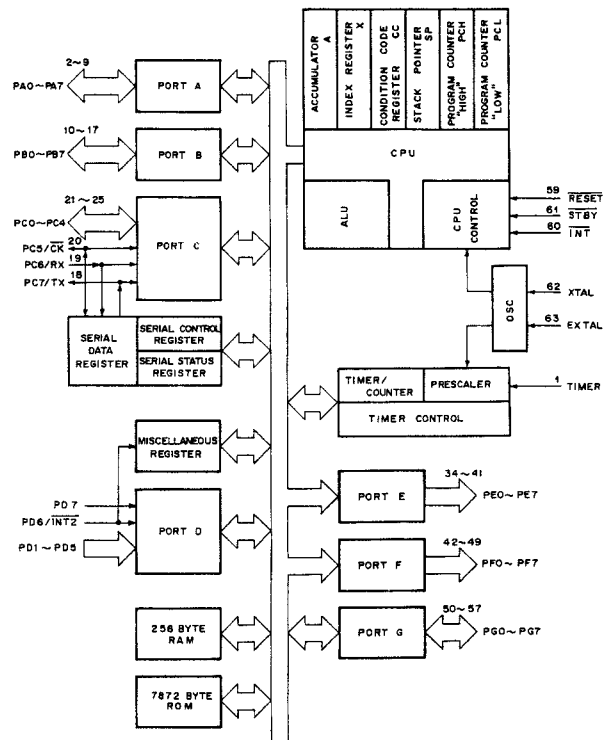 ACCUMULATOR
A
INDEX REGISTER
X
CONDITION CODE
REGISTER CC
STACK POINTER
SP
PROGRAM COUNTER
"HIGH" PCH
PROGRAM COUNTER
"LOW" PCL
CPU
ALU
CPU
CONTROL
59 RESET
61 STBY
60 INT
OSC
62 XTAL
63 EXTAL
TIMER/
COUNTER
PRESCALER
TIMER CONTROL
1 TIMER
2~9
PA0~PA7
PORT A
10~17
PB0~PB7
PORT B
21~25
PC0~PC4
PC5/CK 20
PC6/RX 19
PC7/TX 18
PORT C
SERIAL
DATA
REGISTER
SERIAL CONTROL
REGISTER
SERIAL STATUS
REGISTER
MISCELLANEOUS
REGISTER
PD7
PD6/INT2
PD1~PD5
PORT D
256 BYTE
RAM
7872 BYTE
ROM
PORT E
34~41
PE0~PE7
PORT F
42~49
PF0~PF7
PORT G
50~57
PG0~PG7